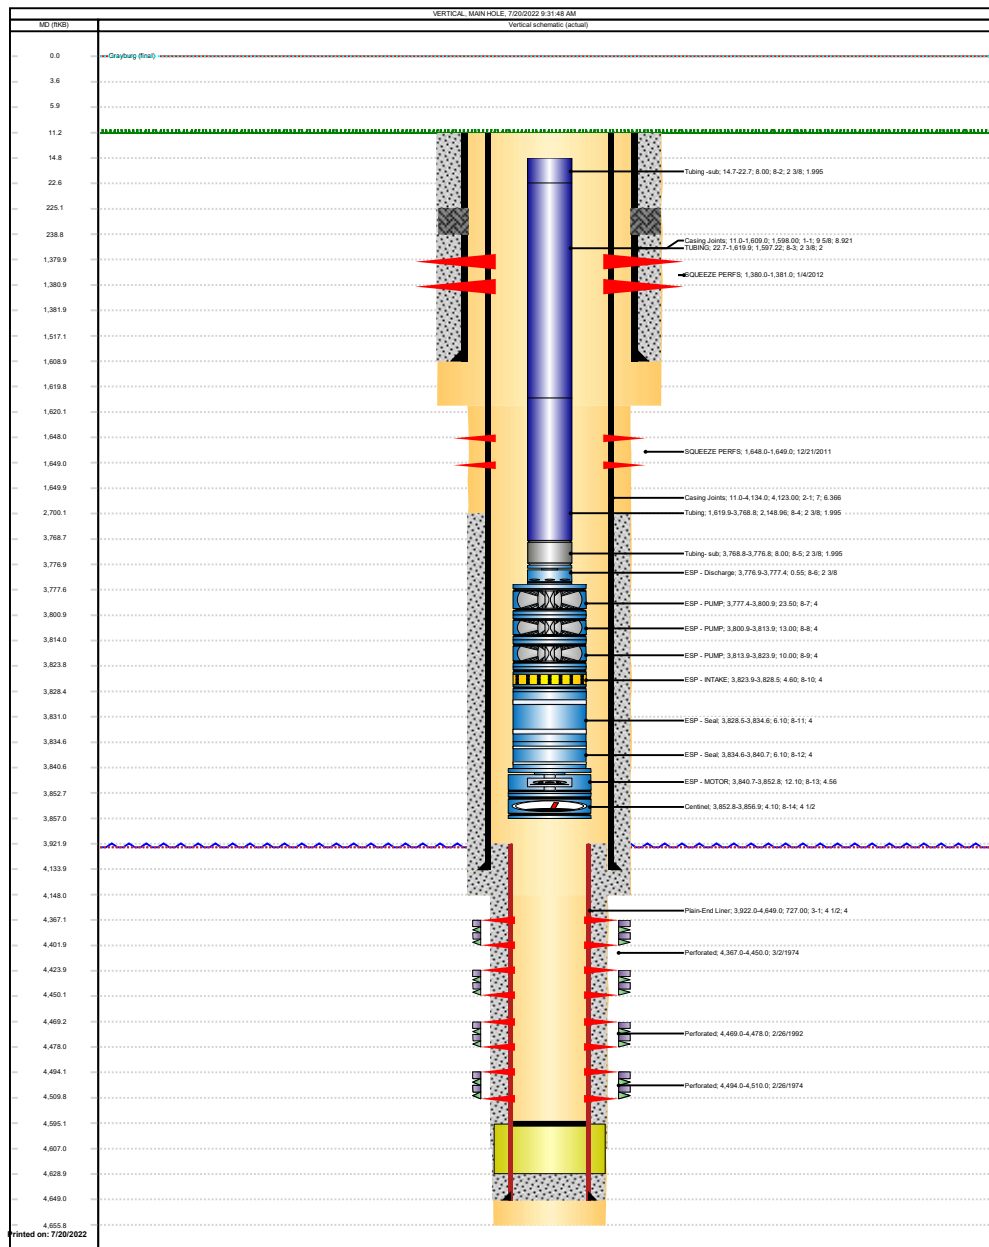 VERTICAL, MAIN HOLE, 7/20/2022 9:31:48 AM
MD (ftKB)
Vertical schematic (actual)
0.0
Grayburg (final)
3.6
5.9
11.2
14.8
Tubing -sub; 14.7-22.7; 8.00; 8-2; 2 3/8; 1.995
22.6
225.1
238.8
Casing Joints; 11.0-1,609.0; 1,598.00; 1-1; 9 5/8; 8.921
TUBING; 22.7-1,619.9; 1,597.22; 8-3; 2 3/8; 2
1,379.9
SQUEEZE PERFS; 1,380.0-1,381.0; 1/4/2012
1,380.9
1,381.9
1,517.1
1,608.9
1,619.8
1,620.1
1,648.0
SQUEEZE PERFS; 1,648.0-1,649.0; 12/21/2011
1,649.0
1,649.9
Casing Joints; 11.0-4,134.0; 4,123.00; 2-1; 7; 6.366
2,700.1
Tubing; 1,619.9-3,768.8; 2,148.96; 8-4; 2 3/8; 1.995
3,768.7
Tubing- sub; 3,768.8-3,776.8; 8.00; 8-5; 2 3/8; 1.995
3,776.9
ESP - Discharge; 3,776.9-3,777.4; 0.55; 8-6; 2 3/8
3,777.6
ESP - PUMP; 3,777.4-3,800.9; 23.50; 8-7; 4
3,800.9
ESP - PUMP; 3,800.9-3,813.9; 13.00; 8-8; 4
3,814.0
ESP - PUMP; 3,813.9-3,823.9; 10.00; 8-9; 4
3,823.8
ESP - INTAKE; 3,823.9-3,828.5; 4.60; 8-10; 4
3,828.4
3,831.0
ESP - Seal; 3,828.5-3,834.6; 6.10; 8-11; 4
3,834.6
ESP - Seal; 3,834.6-3,840.7; 6.10; 8-12; 4
3,840.6
ESP - MOTOR; 3,840.7-3,852.8; 12.10; 8-13; 4.56
3,852.7
Centinel; 3,852.8-3,856.9; 4.10; 8-14; 4 1/2
3,857.0
3,921.9
4,133.9
4,148.0
Plain-End Liner; 3,922.0-4,649.0; 727.00; 3-1; 4 1/2; 4
4,367.1
4,401.9
Perforated; 4,367.0-4,450.0; 3/2/1974
4,423.9
4,450.1
4,469.2
Perforated; 4,469.0-4,478.0; 2/26/1992
4,478.0
4,494.1
Perforated; 4,494.0-4,510.0; 2/26/1974
4,509.8
4,595.1
4,607.0
4,628.9
4,649.0
4,655.8
Printed on: 7/20/2022